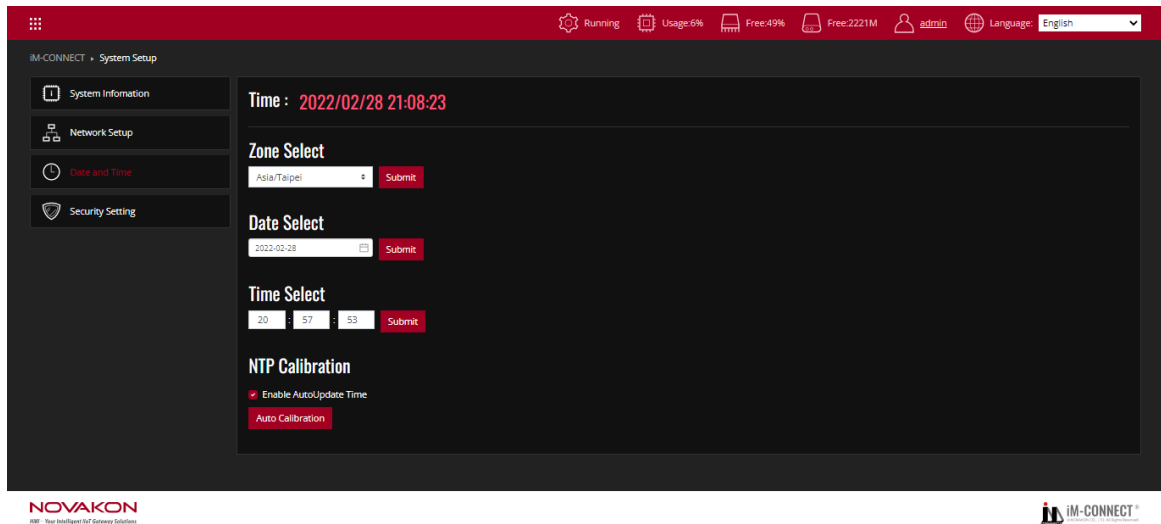 Running Usage:6% Free:49% Free:2221M admin Language: English
iM-CONNECT ▸ System Setup
System Infomation
Network Setup
Date and Time
Security Setting
Time : 2022/02/28 21:08:23
Zone Select
Asia/Taipei Submit
Date Select
2022-02-28 Submit
Time Select
20 : 57 : 53 Submit
NTP Calibration
Enable AutoUpdate Time
Auto Calibration
NOVAKON
HMI - Your Intelligent IIoT Gateway Solutions
iM-CONNECT ®